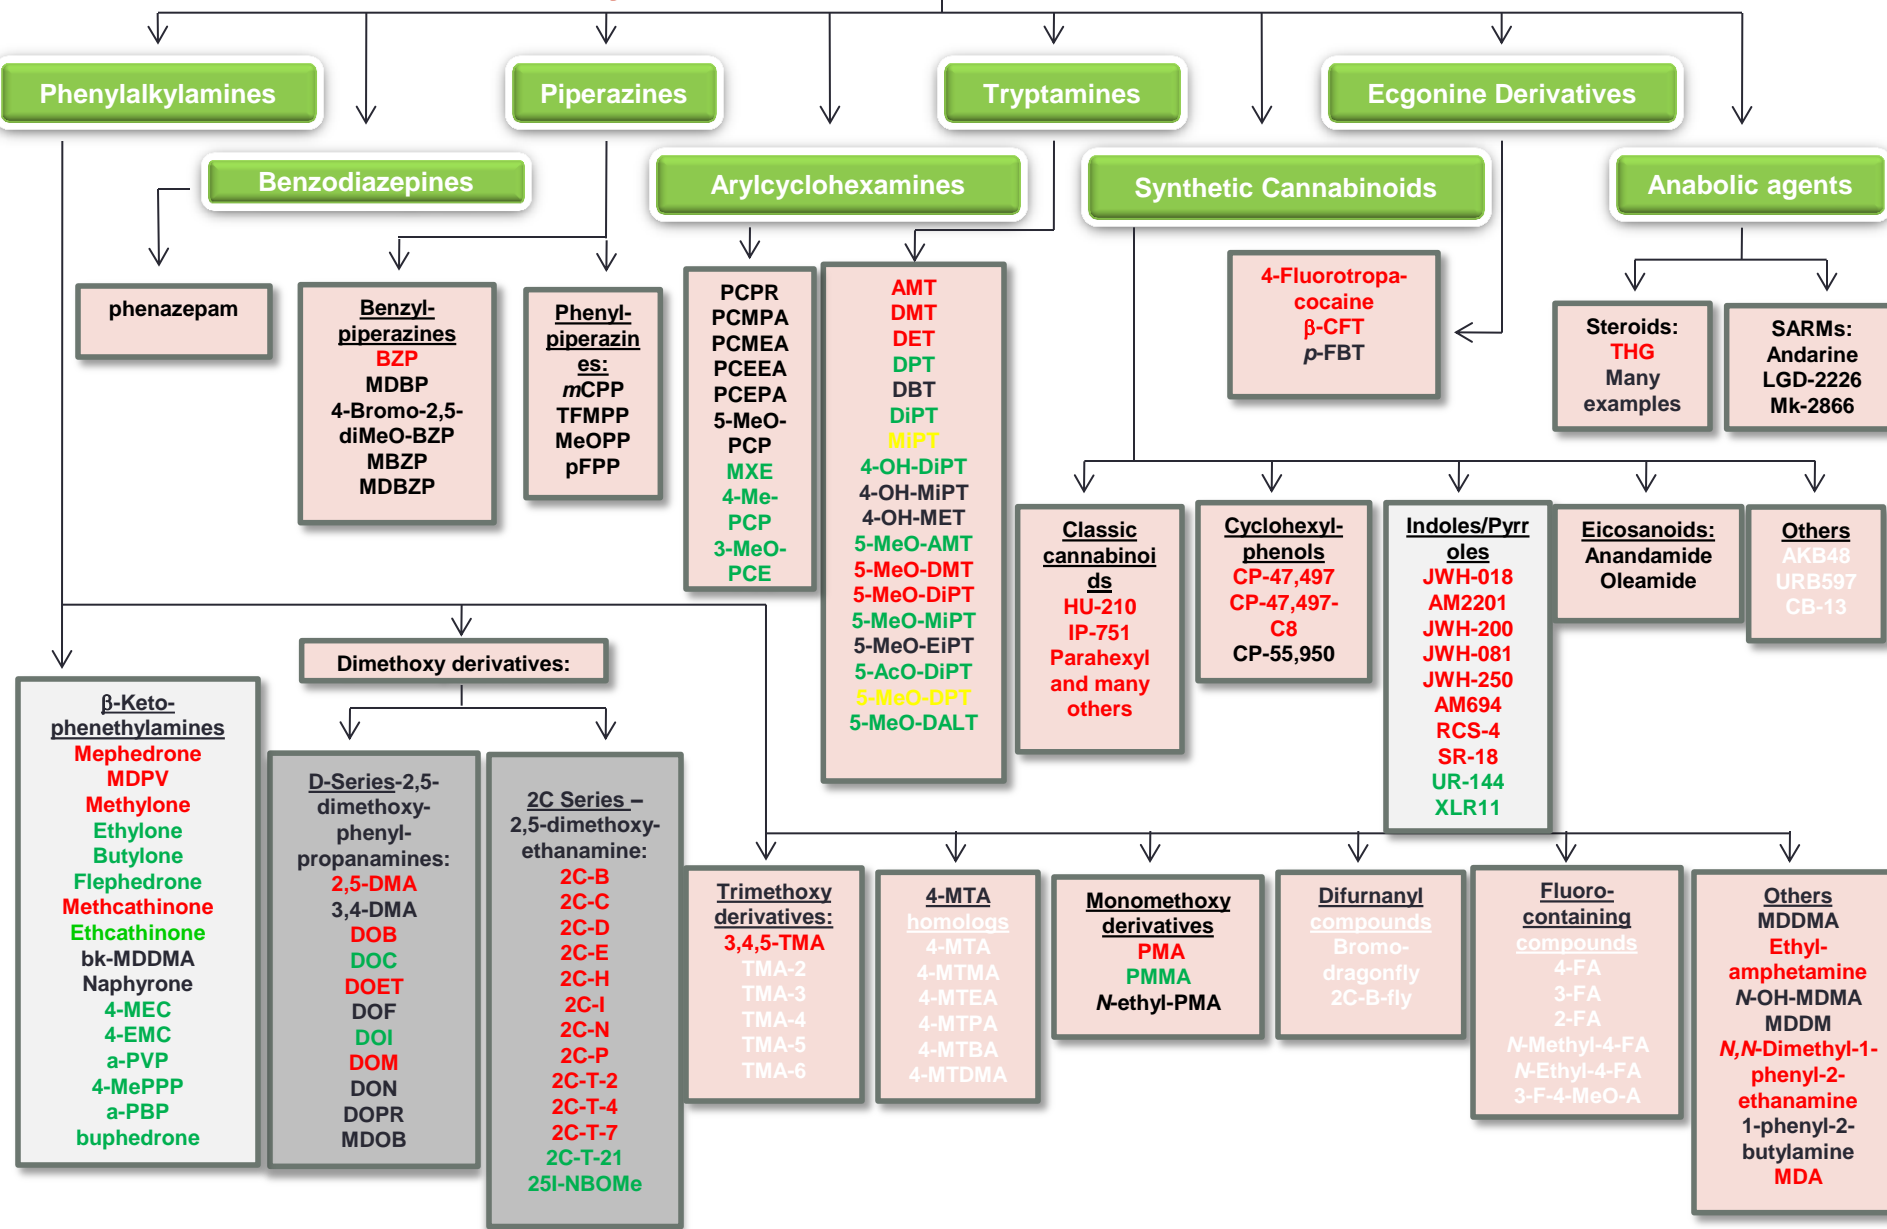 Phenylalkylamines
Piperazines
Tryptamines
Ecgonine Derivatives
Benzodiazepines
Arylcyclohexamines
Synthetic Cannabinoids
Anabolic agents
phenazepam
Benzyl-
piperazines
BZP
MDBP
4-Bromo-2,5-
diMeO-BZP
MBZP
MDBZP
Phenyl-
piperazin
es:
mCPP
TFMPP
MeOPP
pFPP
PCPR
PCMPA
PCMEA
PCEEA
PCEPA
5-MeO-
PCP
MXE
4-Me-
PCP
3-MeO-
PCE
AMT
DMT
DET
DPT
DBT
DiPT
MiPT
4-OH-DiPT
4-OH-MiPT
4-OH-MET
5-MeO-AMT
5-MeO-DMT
5-MeO-DiPT
5-MeO-MiPT
5-MeO-EiPT
5-AcO-DiPT
5-MeO-DPT
5-MeO-DALT
4-Fluorotropa-
cocaine
β-CFT
p-FBT
Steroids:
THG
Many
examples
SARMs:
Andarine
LGD-2226
Mk-2866
Classic
cannabinoi
ds
HU-210
IP-751
Parahexyl
and many
others
Cyclohexyl-
phenols
CP-47,497
CP-47,497-
C8
CP-55,950
Indoles/Pyrr
oles
JWH-018
AM2201
JWH-200
JWH-081
JWH-250
AM694
RCS-4
SR-18
UR-144
XLR11
Eicosanoids:
Anandamide
Oleamide
Others
AKB48
URB597
CB-13
Dimethoxy derivatives:
β-Keto-
phenethylamines
Mephedrone
MDPV
Methylone
Ethylone
Butylone
Flephedrone
Methcathinone
Ethcathinone
bk-MDDMA
Naphyrone
4-MEC
4-EMC
a-PVP
4-MePPP
a-PBP
buphedrone
D-Series-2,5-
dimethoxy-
phenyl-
propanamines:
2,5-DMA
3,4-DMA
DOB
DOC
DOET
DOF
DOI
DOM
DON
DOPR
MDOB
2C Series –
2,5-dimethoxy-
ethanamine:
2C-B
2C-C
2C-D
2C-E
2C-H
2C-I
2C-N
2C-P
2C-T-2
2C-T-4
2C-T-7
2C-T-21
25I-NBOMe
Trimethoxy
derivatives:
3,4,5-TMA
TMA-2
TMA-3
TMA-4
TMA-5
TMA-6
4-MTA
homologs
4-MTA
4-MTMA
4-MTEA
4-MTPA
4-MTBA
4-MTDMA
Monomethoxy
derivatives
PMA
PMMA
N-ethyl-PMA
Difurnanyl
compounds
Bromo-
dragonfly
2C-B-fly
Fluoro-
containing
compounds
4-FA
3-FA
2-FA
N-Methyl-4-FA
N-Ethyl-4-FA
3-F-4-MeO-A
Others
MDDMA
Ethyl-
amphetamine
N-OH-MDMA
MDDM
N,N-Dimethyl-1-
phenyl-2-
ethanamine
1-phenyl-2-
butylamine
MDA